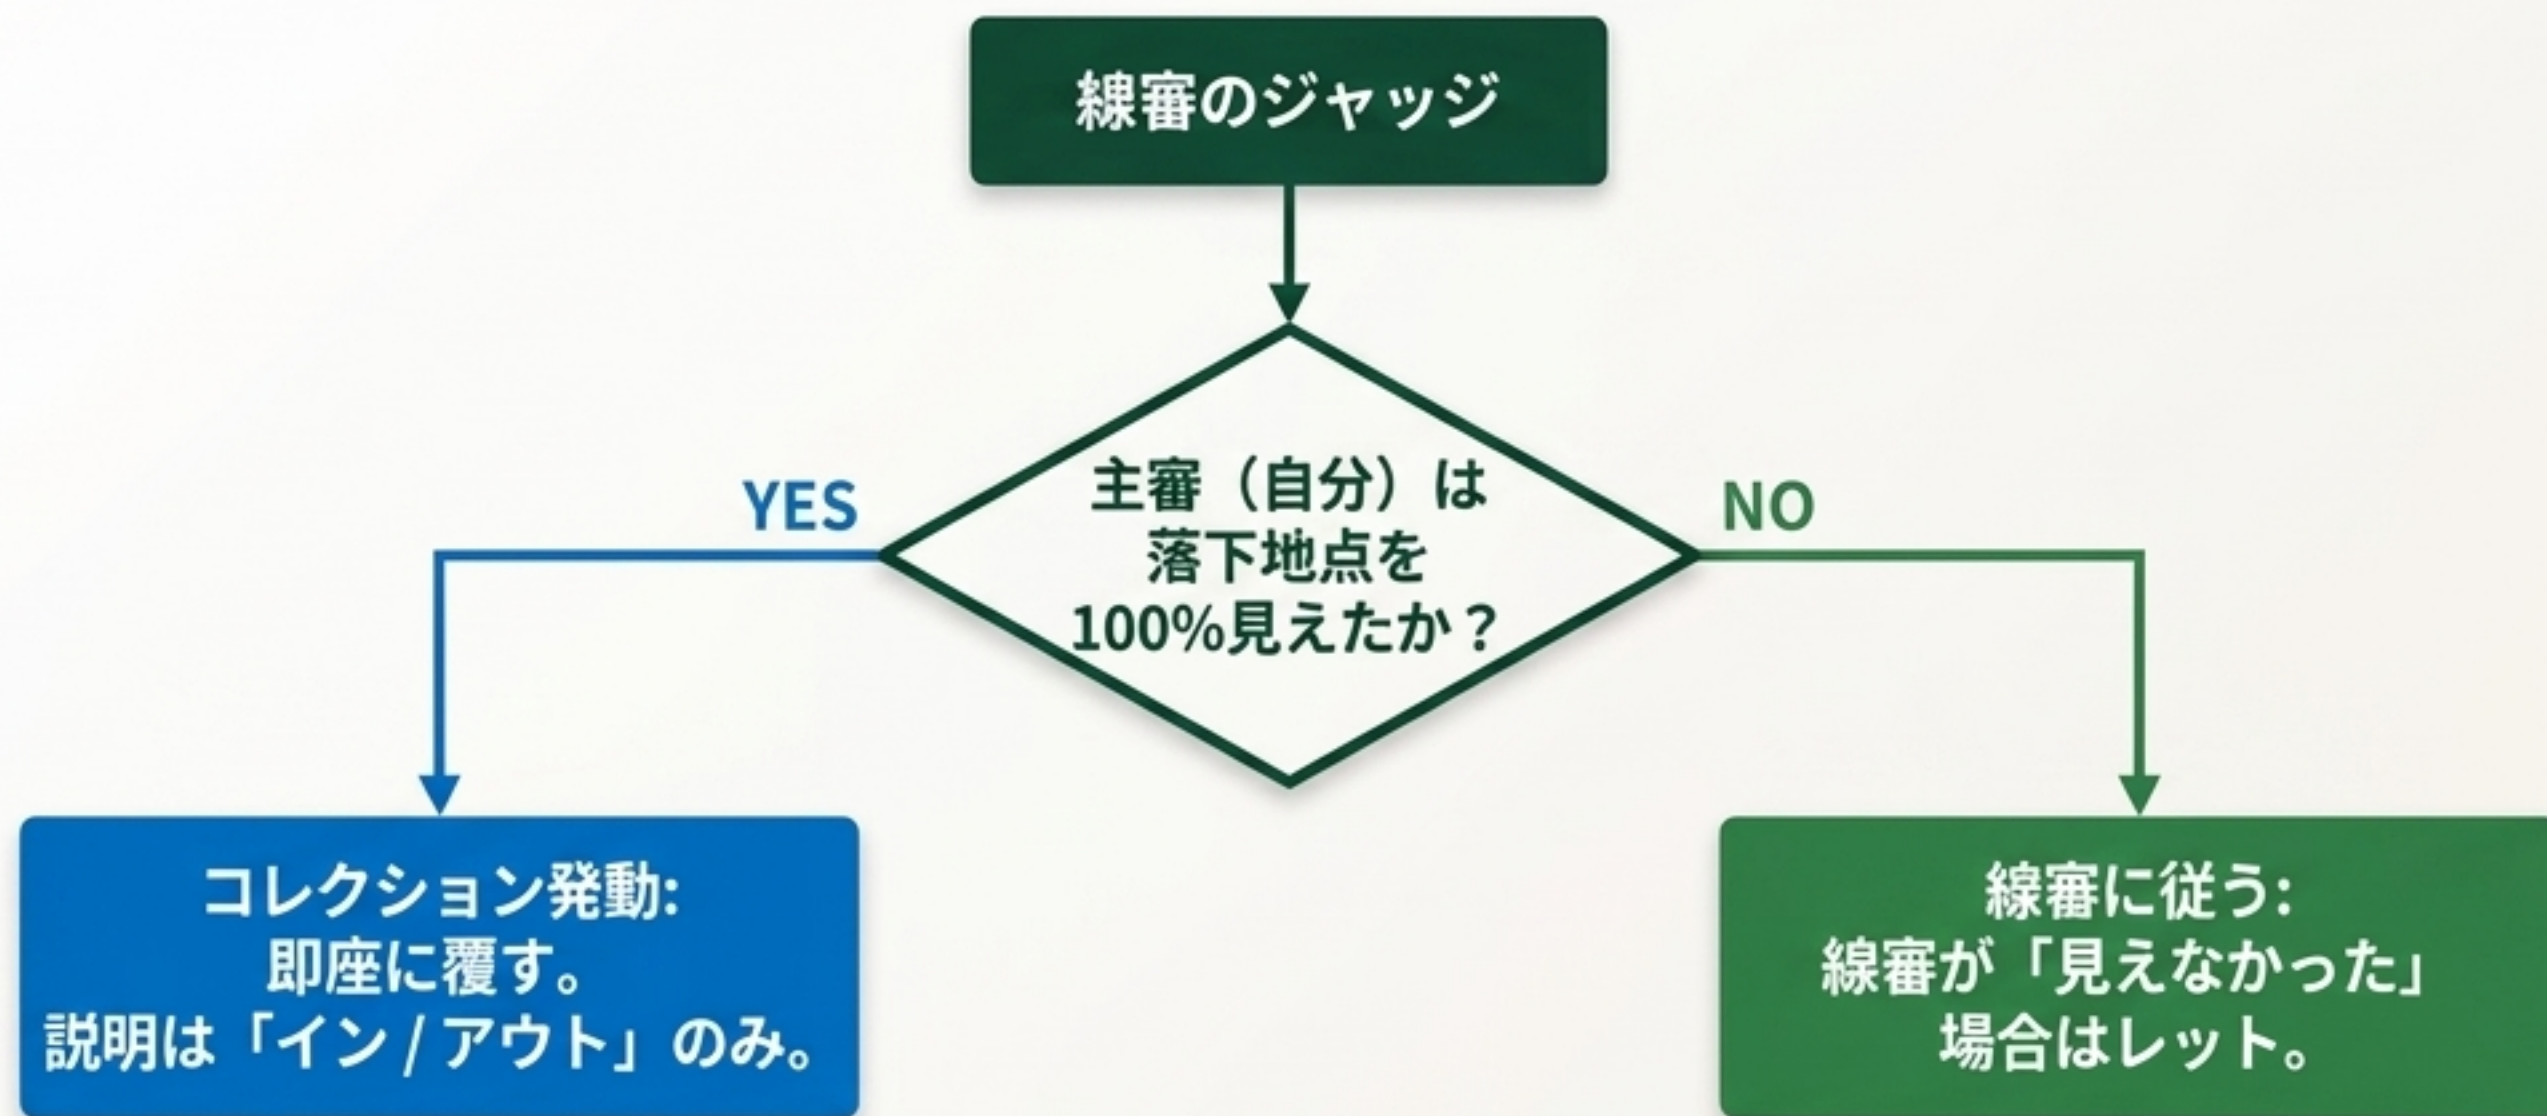 線審のジャッジ
主審（自分）は
落下地点を
100%見えたか？
YES
NO
コレクション発動:
即座に覆す。
説明は「イン / アウト」のみ。
線審に従う:
線審が「見えなかった」
場合はレット。